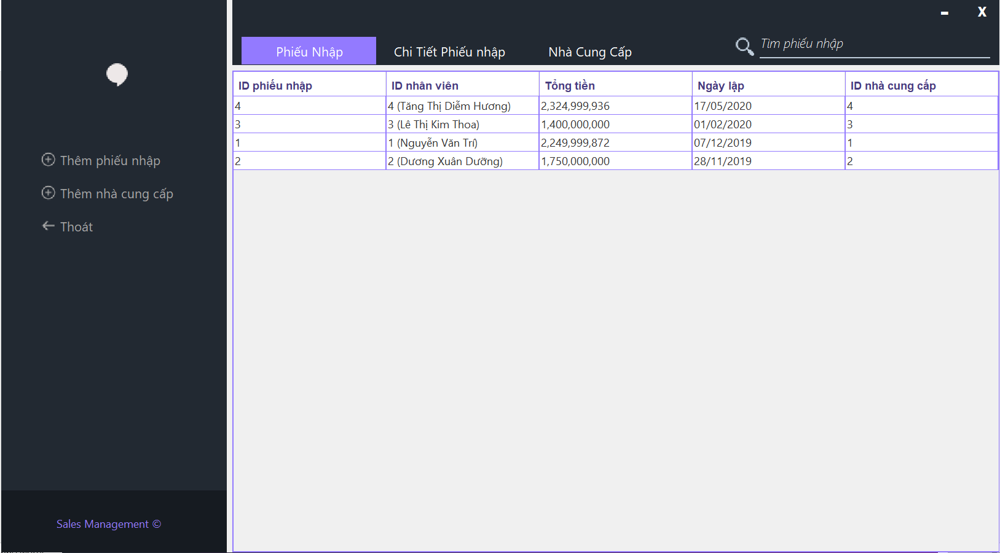 X
Phiếu Nhập Chi Tiết Phiếu nhập Nhà Cung Cấp Tìm phiếu nhập
ID phiếu nhập ID nhân viên Tổng tiền Ngày lập ID nhà cung cấp
4 4 (Tăng Thị Diễm Hương) 2,324,999,936 17/05/2020 4
3 3 (Lê Thị Kim Thoa) 1,400,000,000 01/02/2020 3
1 1 (Nguyễn Văn Trí) 2,249,999,872 07/12/2019 1
2 2 (Dương Xuân Dưỡng) 1,750,000,000 28/11/2019 2
Thêm phiếu nhập
Thêm nhà cung cấp
Thoát
Sales Management ©